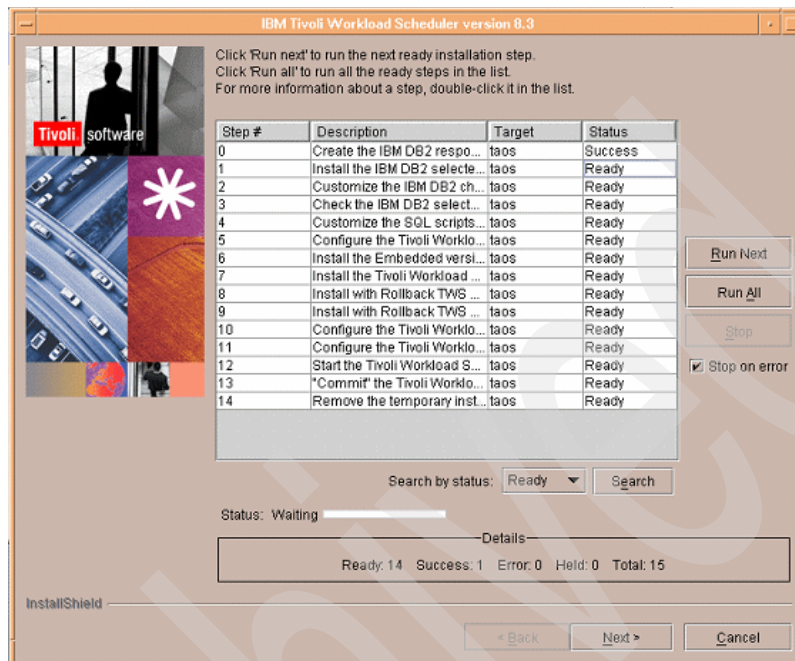 IBM Tivoli Workload Scheduler version 8.3
Click 'Run next' to run the next ready installation step.
Click 'Run all' to run all the ready steps in the list.
For more information about a step, double-click it in the list.
Tivoli. software
Step # Description Target Status
0 Create the IBM DB2 respo... taos Success
1 Install the IBM DB2 selecte... taos Ready
2 Customize the IBM DB2 ch... taos Ready
3 Check the IBM DB2 select... taos Ready
4 Customize the SQL scripts... taos Ready
5 Configure the Tivoli Worklo... taos Ready
6 Install the Embedded versi... taos Ready
7 Install the Tivoli Workload ... taos Ready
8 Install with Rollback TWS ... taos Ready
9 Install with Rollback TWS ... taos Ready
10 Configure the Tivoli Worklo... taos Ready
11 Configure the Tivoli Worklo... taos Ready
12 Start the Tivoli Workload S... taos Ready
13 "Commit" the Tivoli Worklo... taos Ready
14 Remove the temporary inst... taos Ready
Run Next
Run All
Stop
Stop on error
Search by status: Ready Search
Status: Waiting
Details
Ready: 14 Success: 1 Error: 0 Held: 0 Total: 15
InstallShield
< Back Next > Cancel